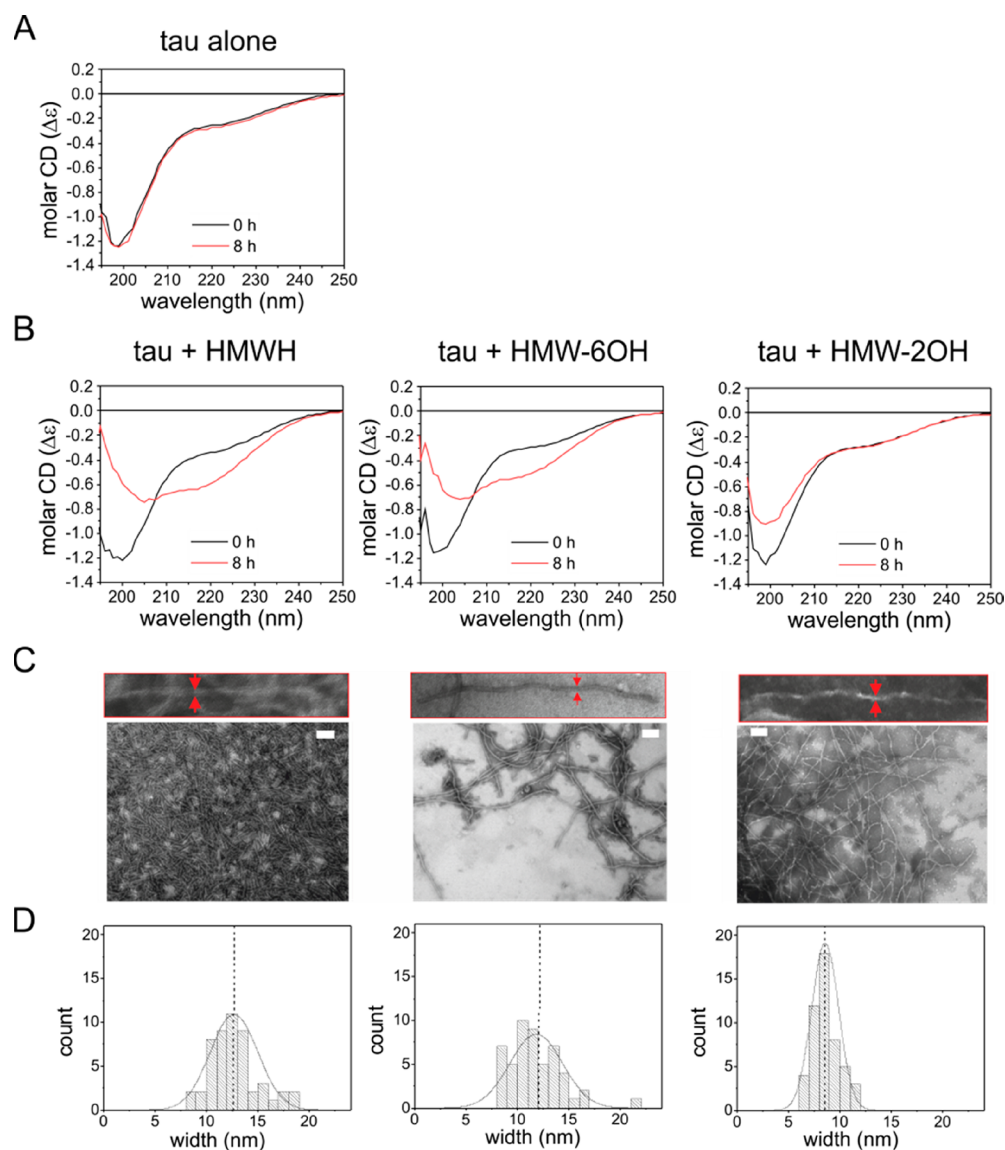 A
tau alone
0.2
0.0
-0.2
-0.4
-0.6
-0.8
-1.0
-1.2
-1.4
molar CD (Δε)
0 h
8 h
200 210 220 230 240 250
wavelength (nm)
B
tau + HMWH
0.2
0.0
-0.2
-0.4
-0.6
-0.8
-1.0
-1.2
-1.4
molar CD (Δε)
0 h
8 h
200 210 220 230 240 250
wavelength (nm)
tau + HMW-6OH
0.2
0.0
-0.2
-0.4
-0.6
-0.8
-1.0
-1.2
-1.4
molar CD (Δε)
0 h
8 h
200 210 220 230 240 250
wavelength (nm)
tau + HMW-2OH
0.2
0.0
-0.2
-0.4
-0.6
-0.8
-1.0
-1.2
-1.4
molar CD (Δε)
0 h
8 h
200 210 220 230 240 250
wavelength (nm)
C
D
20
15
10
5
0
count
0 5 10 15 20
width (nm)
20
15
10
5
0
count
0 5 10 15 20
width (nm)
20
15
10
5
0
count
0 5 10 15 20
width (nm)